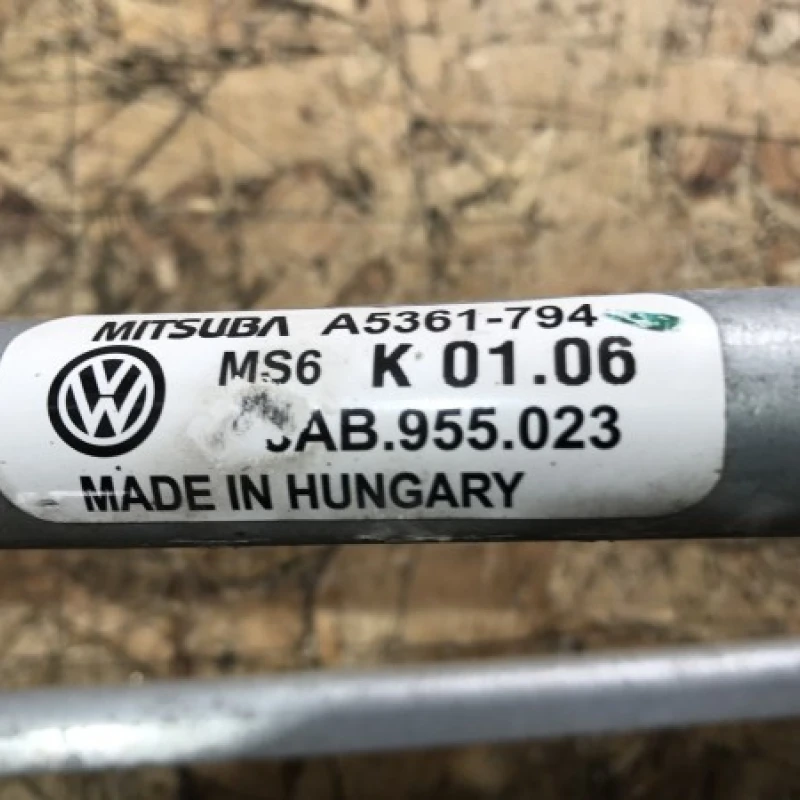 MITSUBA A5361-794
MS6 K 01.06
AB.955.023
MADE IN HUNGARY